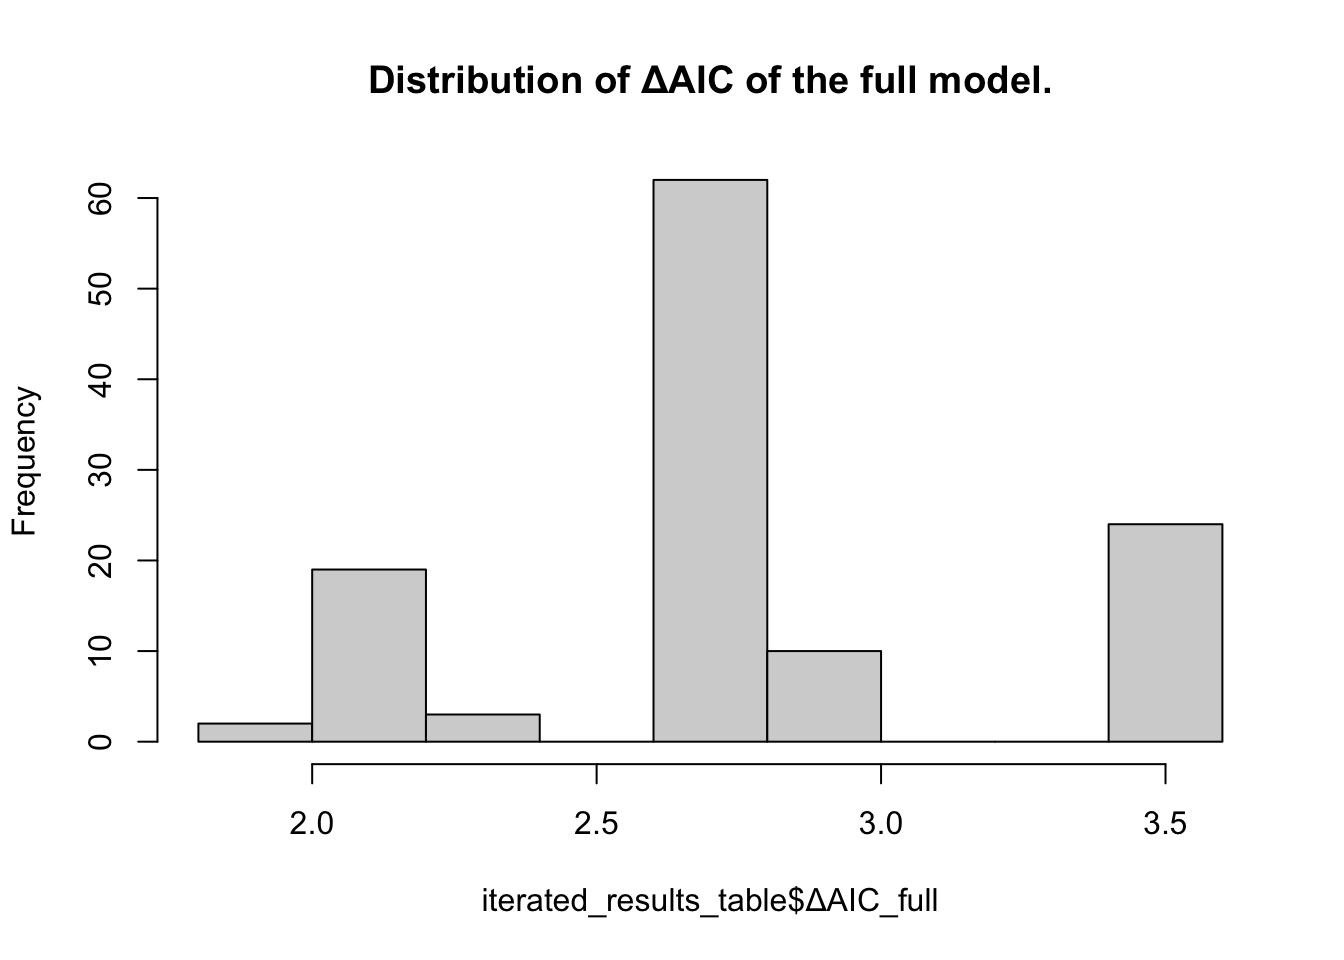 Distribution of ΔAIC of the full model.
60
50
40
30
20
10
0
Frequency
2.0 2.5 3.0 3.5
iterated_results_table$ΔAIC_full